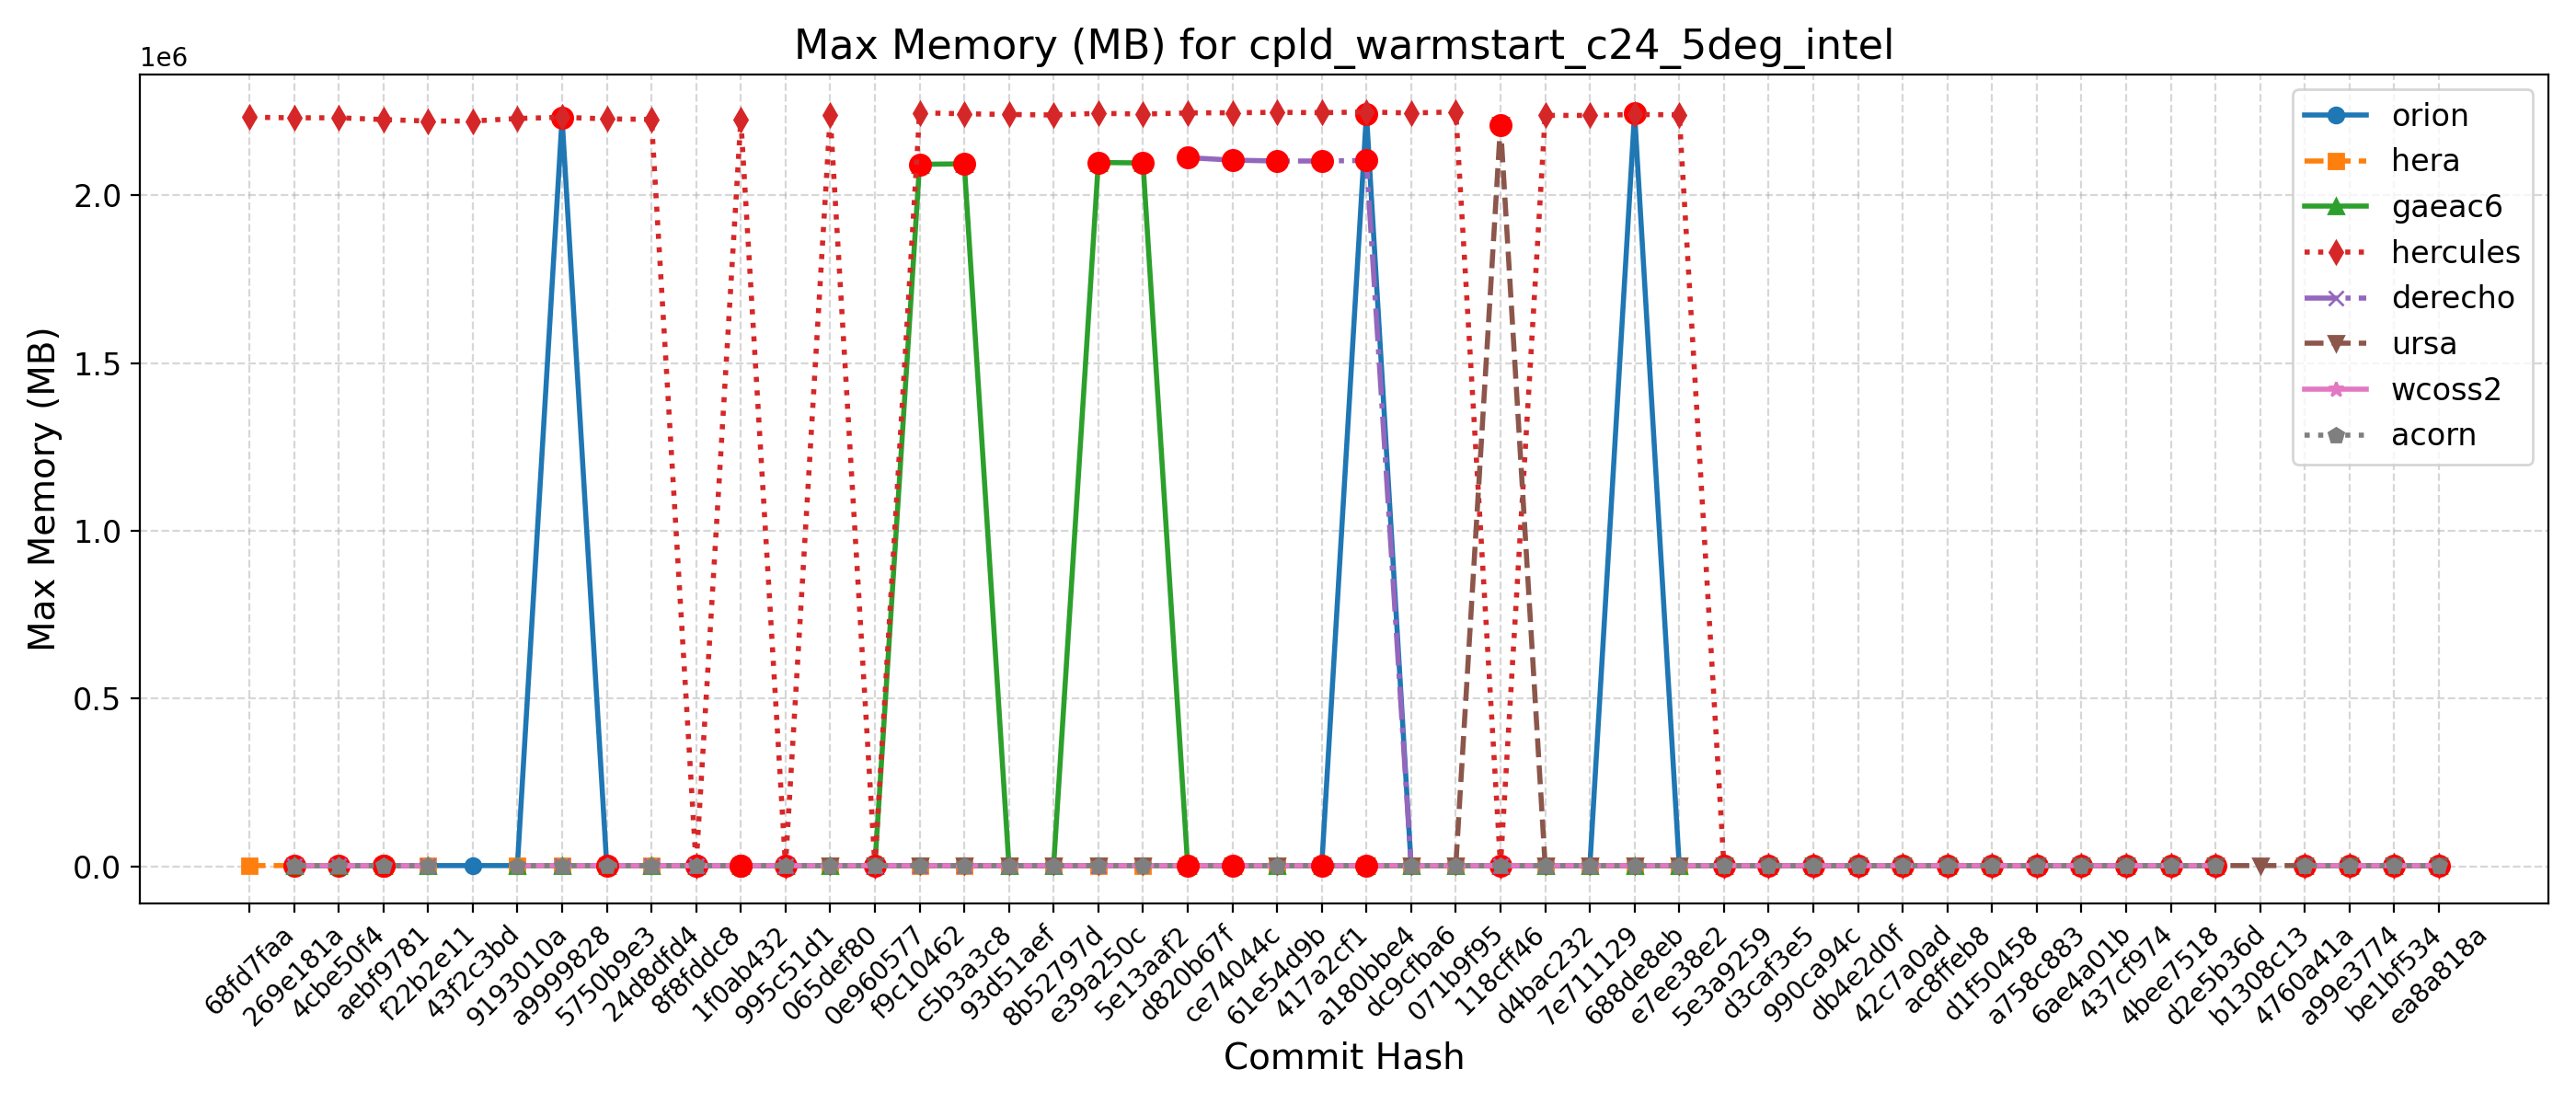 Max Memory (MB) for cpld_warmstart_c24_5deg_intel
1e6
2.0
1.5
1.0
0.5
0.0
Max Memory (MB)
orion
hera
gaeac6
hercules
derecho
ursa
wcoss2
acorn
68fd7faa
269e181a
4cbe50f4
aebf9781
f22b2e11
43f2c3bd
9193010a
a9999828
5750b9e3
24d8dfd4
8f8fddc8
1f0ab432
995c51d1
065def80
0e960577
f9c10462
c5b3a3c8
93d51aef
8b52797d
e39a250c
5e13aaf2
d820b67f
ce74044c
61e54d9b
417a2cf1
a180bbe4
dc9cfba6
071b9f95
118cff46
d4bac232
7e711129
688de8eb
e7ee38e2
5e3a9259
d3caf3e5
990ca94c
db4e2d0f
42c7a0ad
ac8ffeb8
d1f50458
a758c883
6ae4a01b
437cf974
4bee7518
d2e5b36d
b1308c13
4760a41a
a99e3774
be1bf534
ea8a818a
Commit Hash